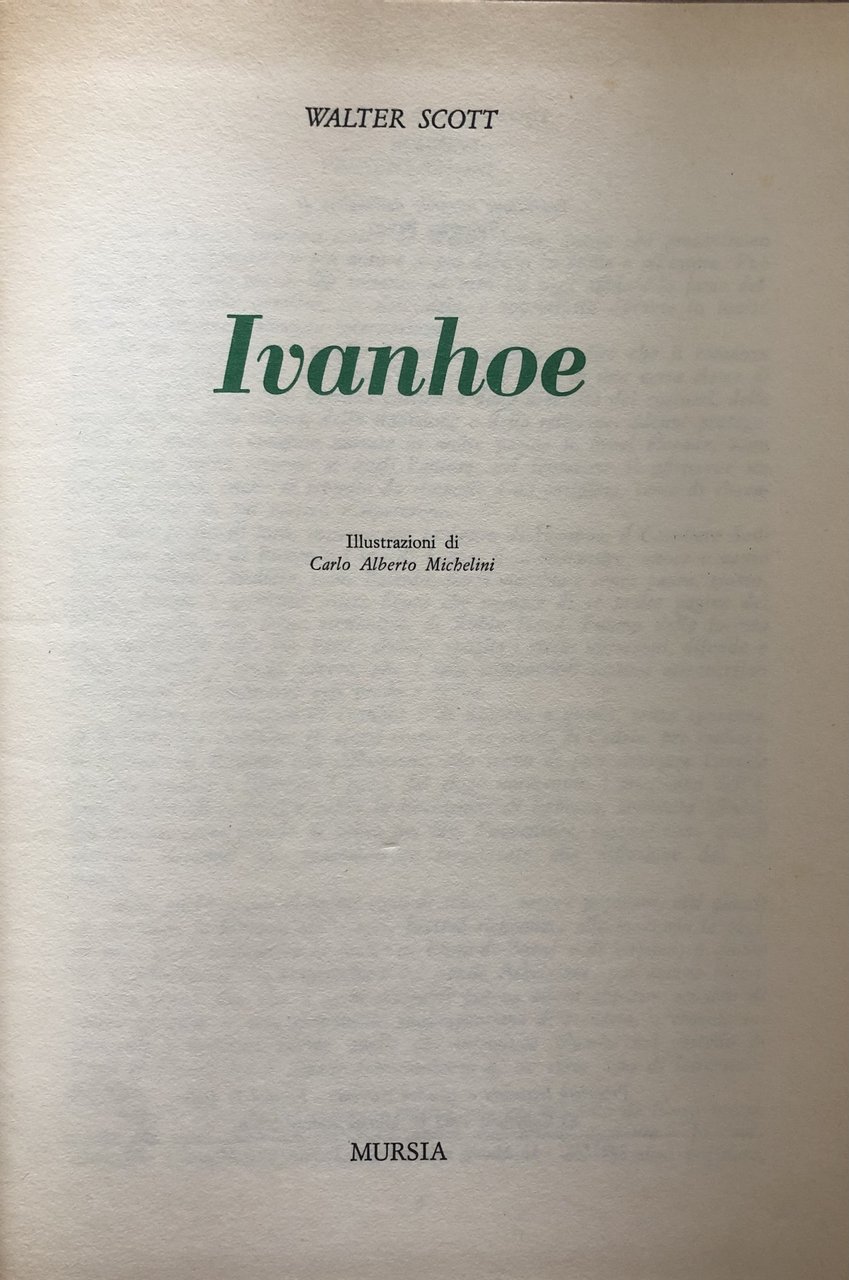 WALTER SCOTT
Ivanhoe
Illustrazioni di
Carlo Alberto Michelini
MURSIA